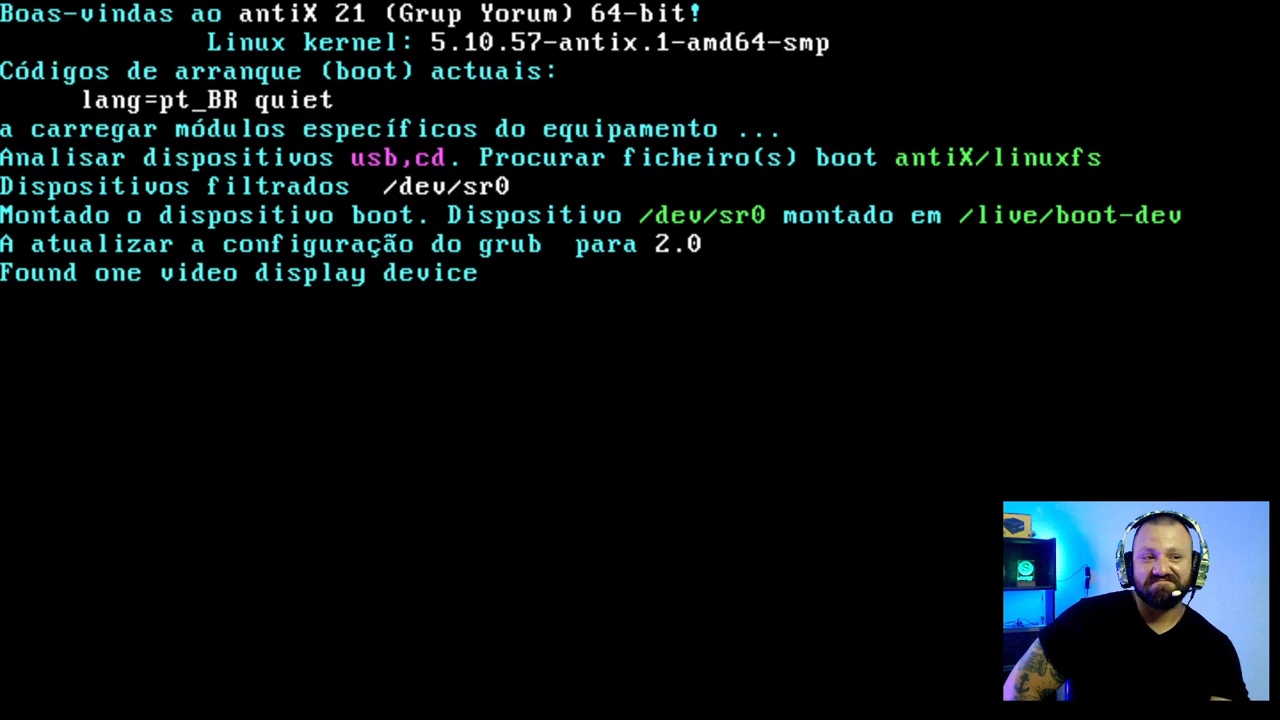 Boas-vindas ao antiX 21 (Grup Yorum) 64-bit!
Linux kernel: 5.10.57-antix.1-amd64-smp
Códigos de arranque (boot) actuais:
lang=pt_BR quiet
a carregar módulos específicos do equipamento ...
Analisar dispositivos usb,cd. Procurar ficheiro(s) boot antiX/linuxfs
Dispositivos filtrados /dev/sr0
Montado o dispositivo boot. Dispositivo /dev/sr0 montado em /live/boot-dev
A atualizar a configuração do grub para 2.0
Found one video display device